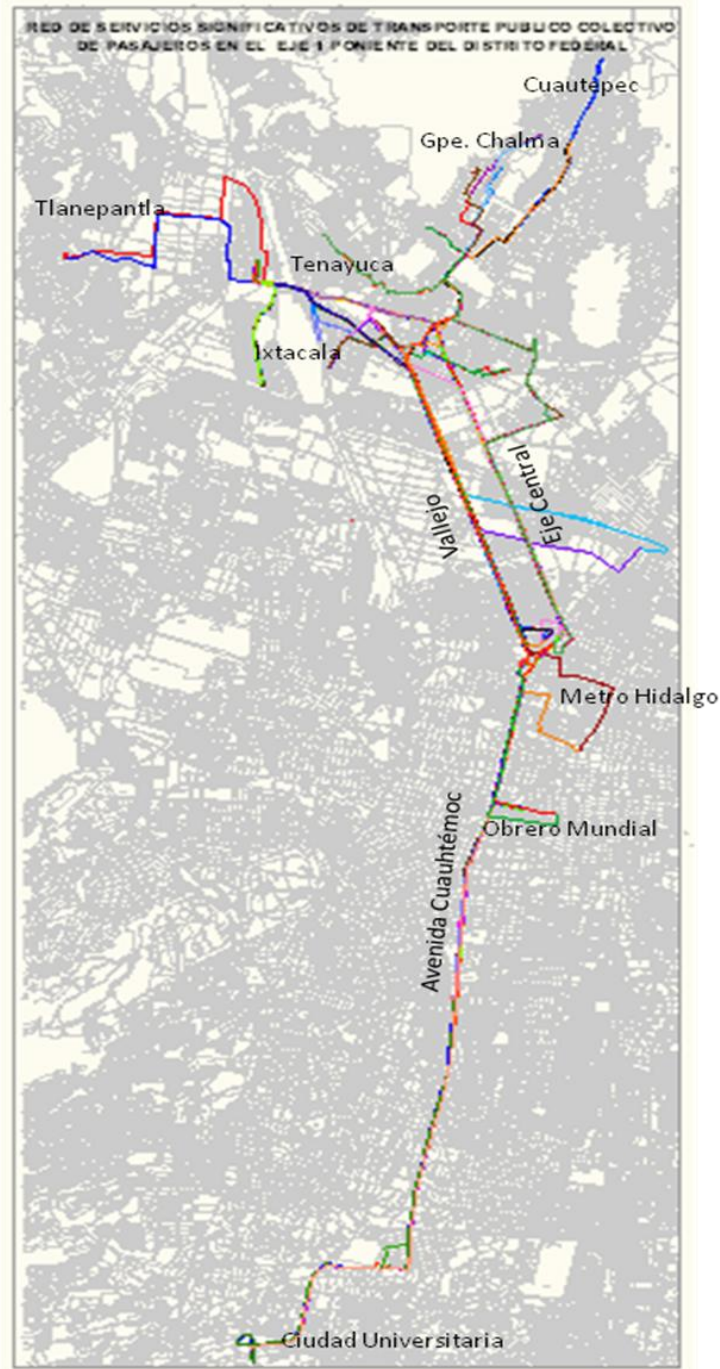 RED DE SERVICIOS SIGNIFICATIVOS DE TRANSPORTE PUBLICO COLECTIVO
DE PASAJEROS EN EL EJE 1 PONIENTE DEL DISTRITO FEDERAL
Cuautepec
Gpe. Chalma
Tlanepantla
Tenayuca
Ixtacala
Eje Central
Vallejo
Metro Hidalgo
Obrero Mundial
Avenida Cuauhtémoc
Ciudad Universitaria